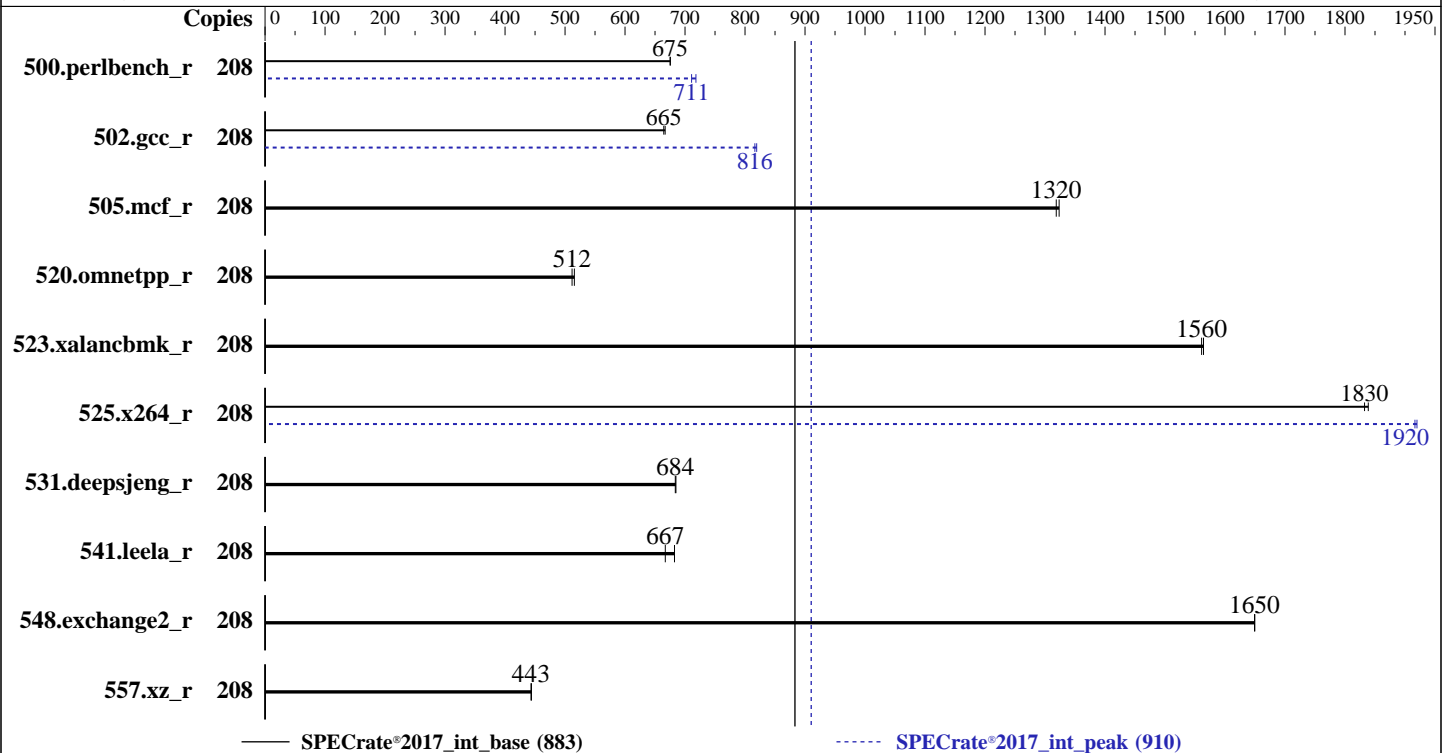 Copies 0 100 200 300 400 500 600 700 800 900 1000 1100 1200 1300 1400 1500 1600 1700 1800 1950
675
500.perlbench_r 208
711
665
502.gcc_r 208
816
1320
505.mcf_r 208
512
520.omnetpp_r 208
1560
523.xalancbmk_r 208
1830
525.x264_r 208
1920
684
531.deepsjeng_r 208
667
541.leela_r 208
1650
548.exchange2_r 208
443
557.xz_r 208
SPECrate®2017_int_base (883) SPECrate®2017_int_peak (910)